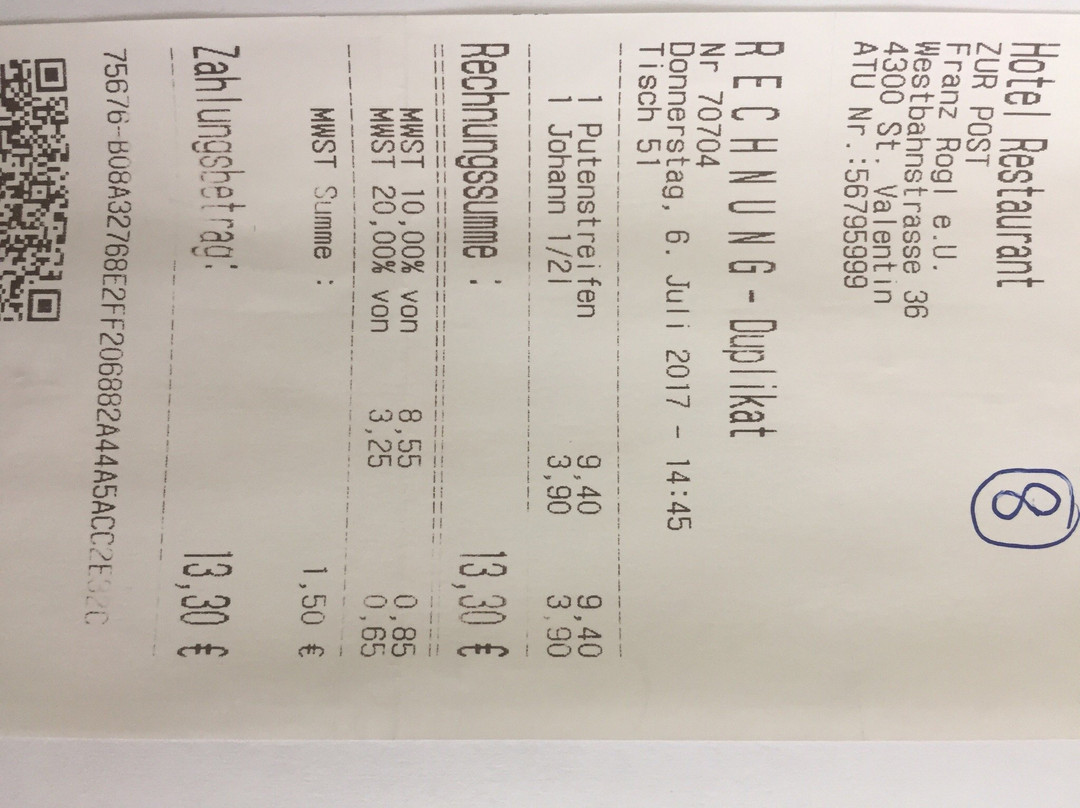 Hotel Restaurant
ZUR POST
Franz Rogl e.U.
Westbahnstrasse 36
4300 St. Valentin
ATU Nr.:56795999
8
R E C H N U N G - Duplikat
Nr 70704
Donnerstag, 6. Juli 2017 - 14:45
Tisch 51
1 Putenstreifen 9,40 9,40
1 Johann 1/2l 3,90 3,90
Rechnungssumme : 13,30 €
MWST 10,00% von 8,55 0,85
MWST 20,00% von 3,25 0,65
MWST Summe : 1,50 €
Zahlungsbetrag: 13,30 €
75676-B08A32768E2FF206882A44A5ACC2E32C